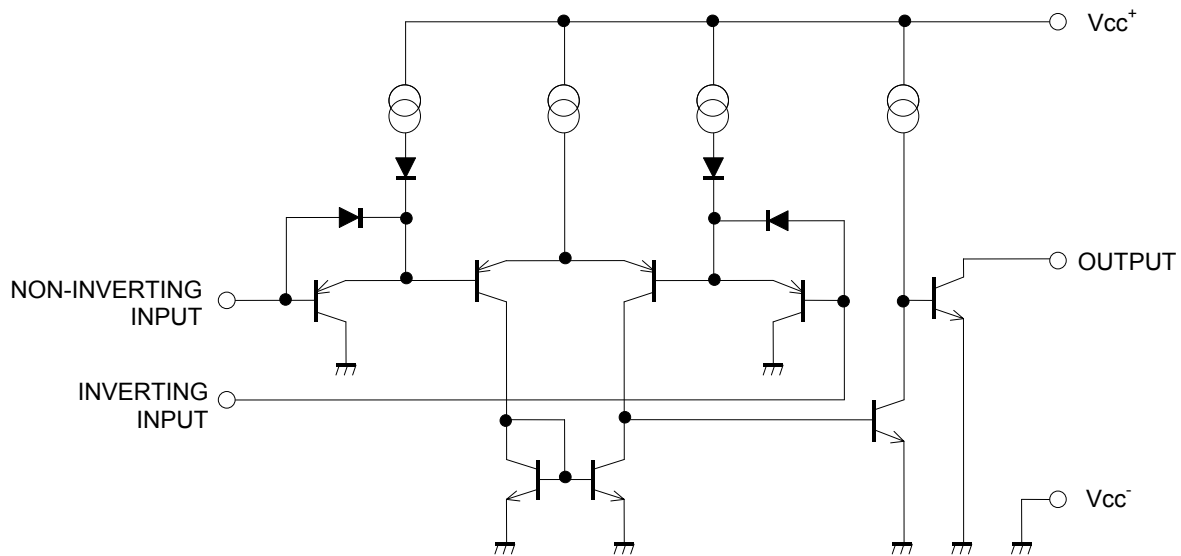 Vcc+
NON-INVERTING
INPUT
OUTPUT
INVERTING
INPUT
Vcc-